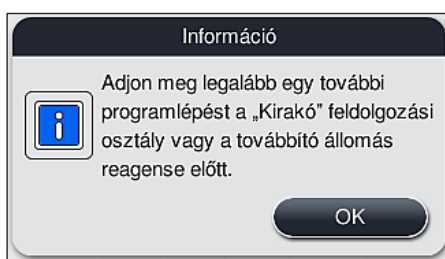 Információ
Adjon meg legalább egy további
programlépést a „Kirakó” feldolgozási
osztály vagy a továbbító állomás
reagense előtt.
OK